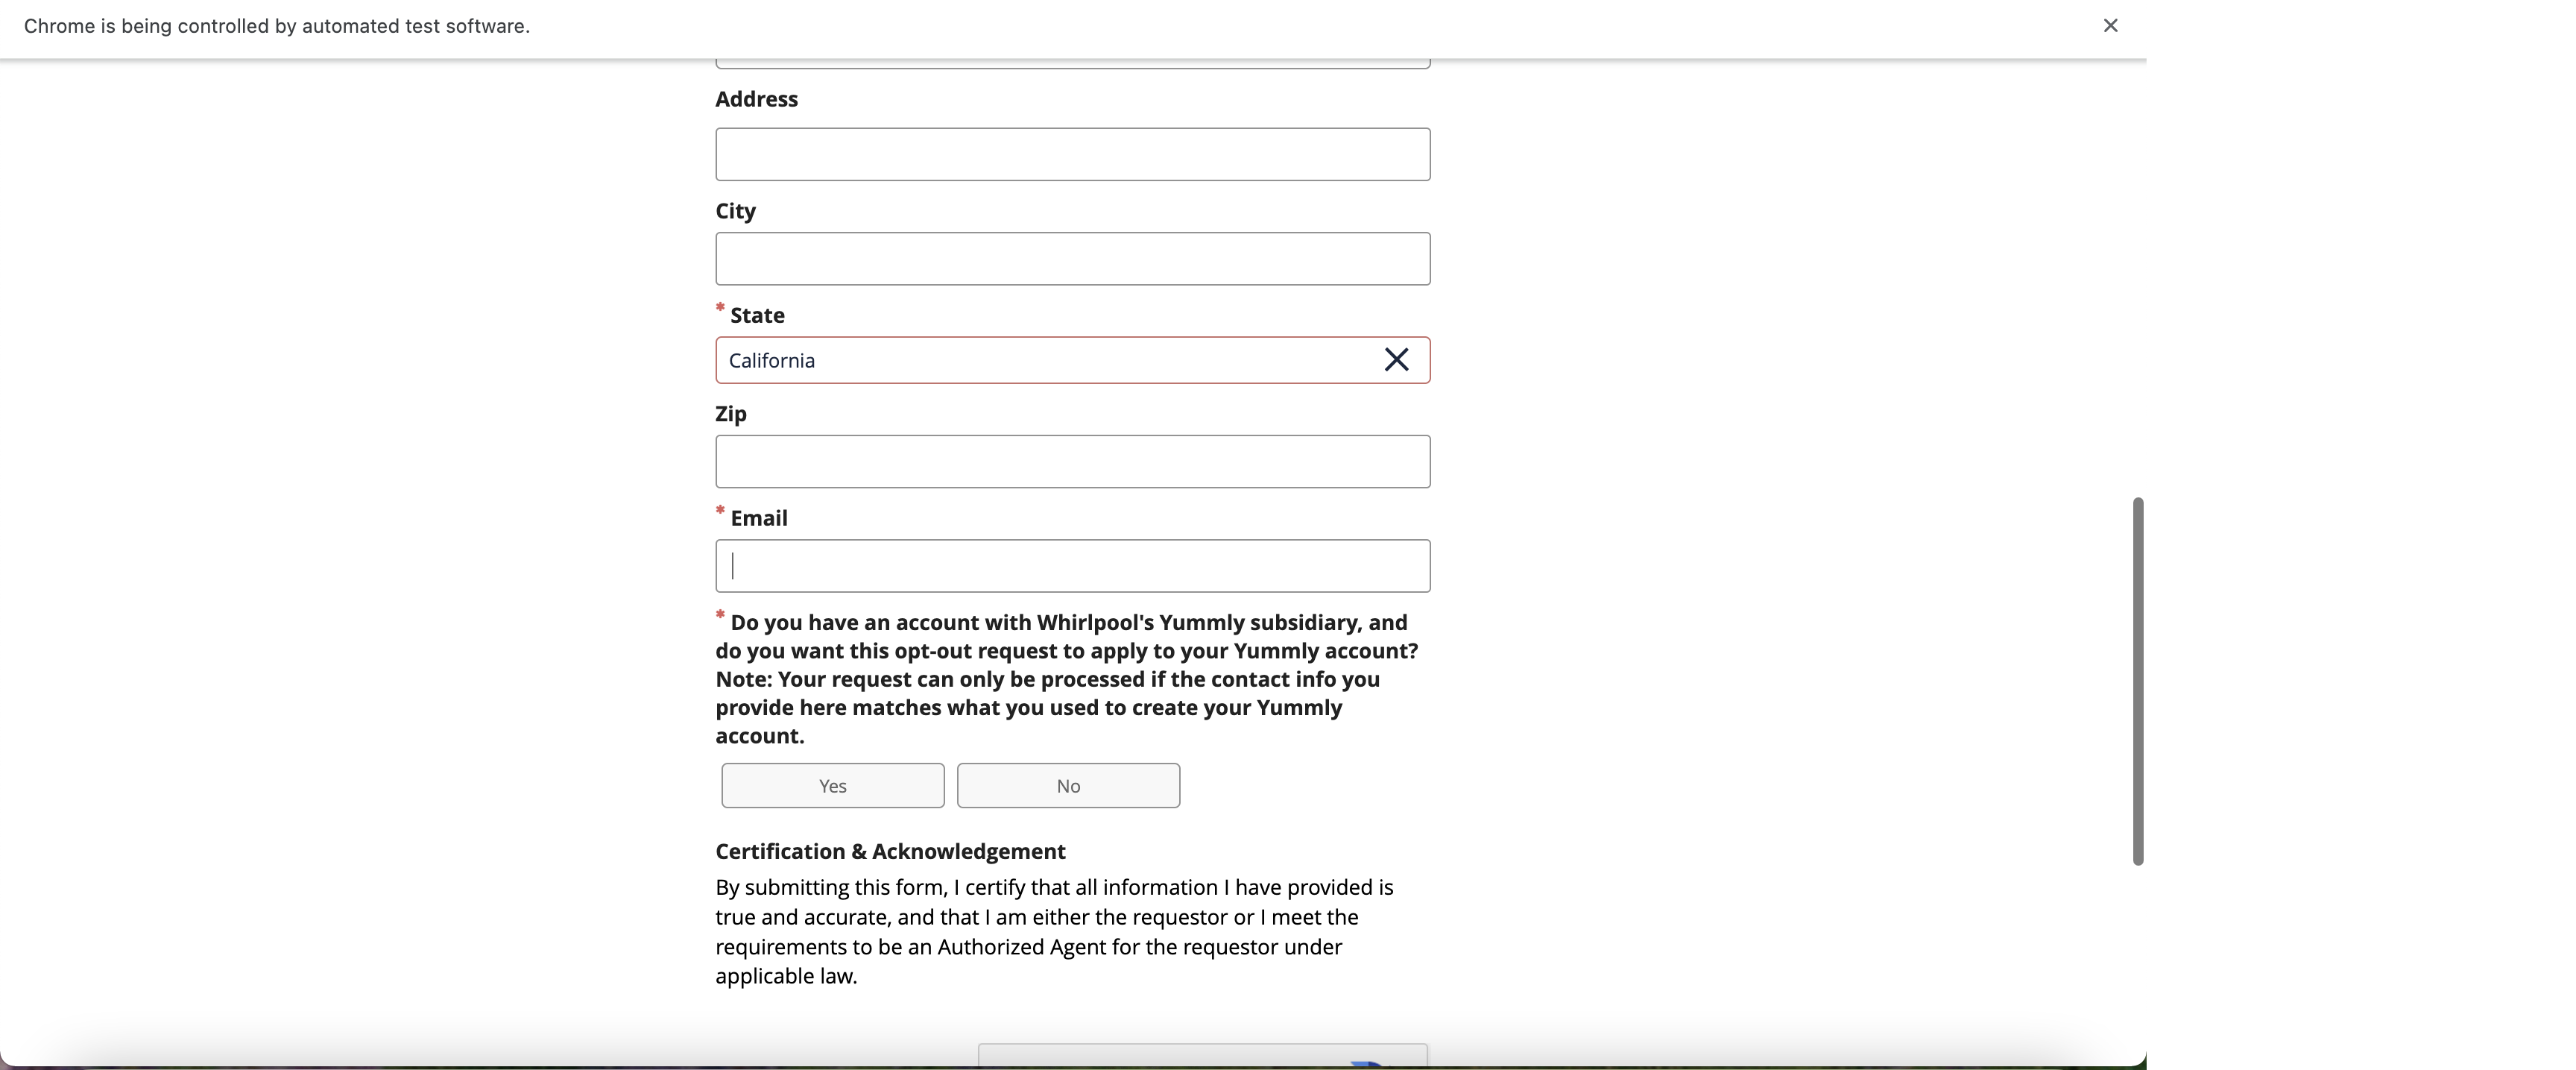 Chrome is being controlled by automated test software.
Address
City
* State
California
Zip
* Email
* Do you have an account with Whirlpool's Yummly subsidiary, and
do you want this opt-out request to apply to your Yummly account?
Note: Your request can only be processed if the contact info you
provide here matches what you used to create your Yummly
account.
Yes No
Certification & Acknowledgement
By submitting this form, I certify that all information I have provided is
true and accurate, and that I am either the requestor or I meet the
requirements to be an Authorized Agent for the requestor under
applicable law.